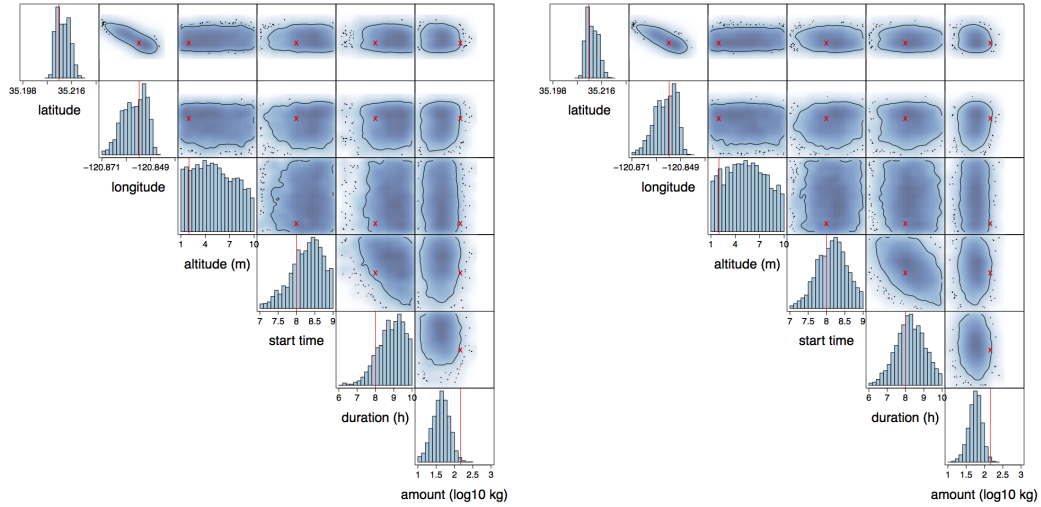 35.198 35.216 35.198 35.216
latitude latitude
−120.871 −120.849 −120.871 −120.849
longitude longitude
1 4 7 10 1 4 7 10
altitude (m) altitude (m)
7 7.5 8 8.5 9 7 7.5 8 8.5 9
start time start time
6 7 8 9 10 6 7 8 9 10
duration (h) duration (h)
1 1.5 2 2.5 3 1 1.5 2 2.5 3
amount (log10 kg) amount (log10 kg)